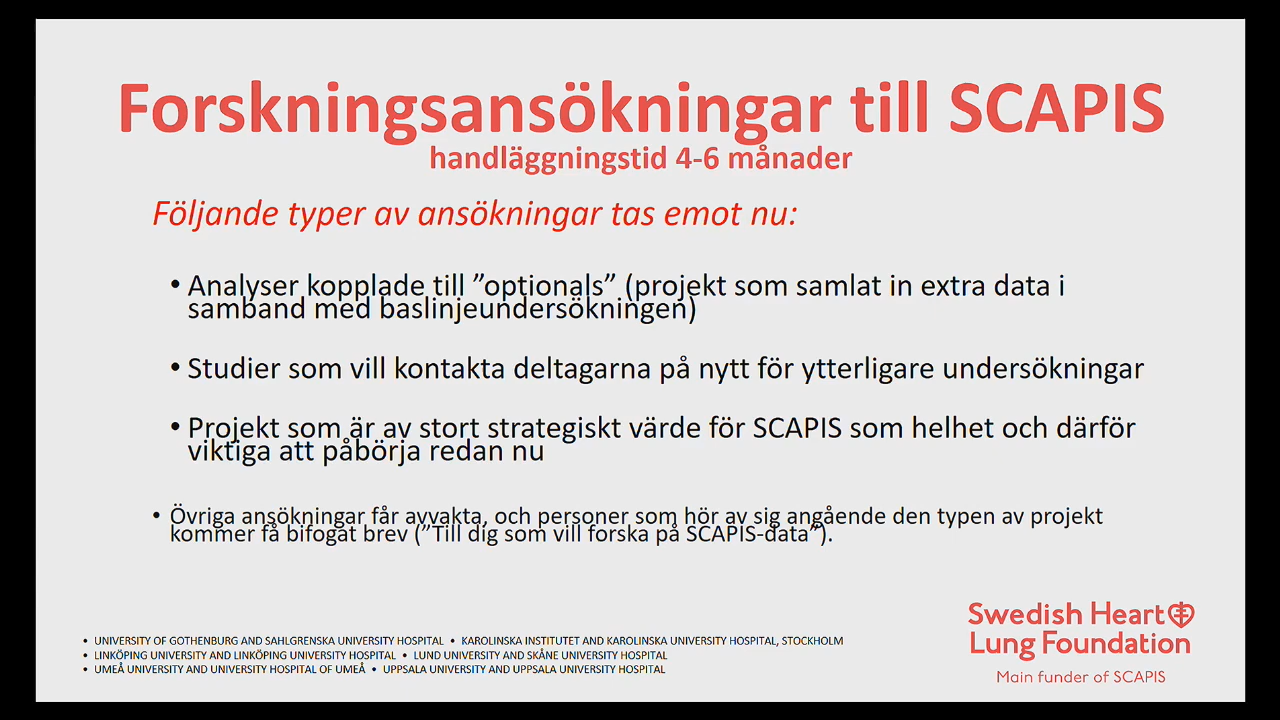 Forskningsansökningar till SCAPIS
handläggningstid 4-6 månader
Följande typer av ansökningar tas emot nu:
• Analyser kopplade till ”optionals” (projekt som samlat in extra data i
samband med baslinjeundersökningen)
• Studier som vill kontakta deltagarna på nytt för ytterligare undersökningar
• Projekt som är av stort strategiskt värde för SCAPIS som helhet och därför
viktiga att påbörja redan nu
• Övriga ansökningar får avvakta, och personer som hör av sig angående den typen av projekt
kommer få bifogat brev (”Till dig som vill forska på SCAPIS-data”).
• UNIVERSITY OF GOTHENBURG AND SAHLGRENSKA UNIVERSITY HOSPITAL • KAROLINSKA INSTITUTET AND KAROLINSKA UNIVERSITY HOSPITAL, STOCKHOLM
• LINKÖPING UNIVERSITY AND LINKÖPING UNIVERSITY HOSPITAL • LUND UNIVERSITY AND SKÅNE UNIVERSITY HOSPITAL
• UMEÅ UNIVERSITY AND UNIVERSITY HOSPITAL OF UMEÅ • UPPSALA UNIVERSITY AND UPPSALA UNIVERSITY HOSPITAL
Swedish Heart
Lung Foundation
Main funder of SCAPIS